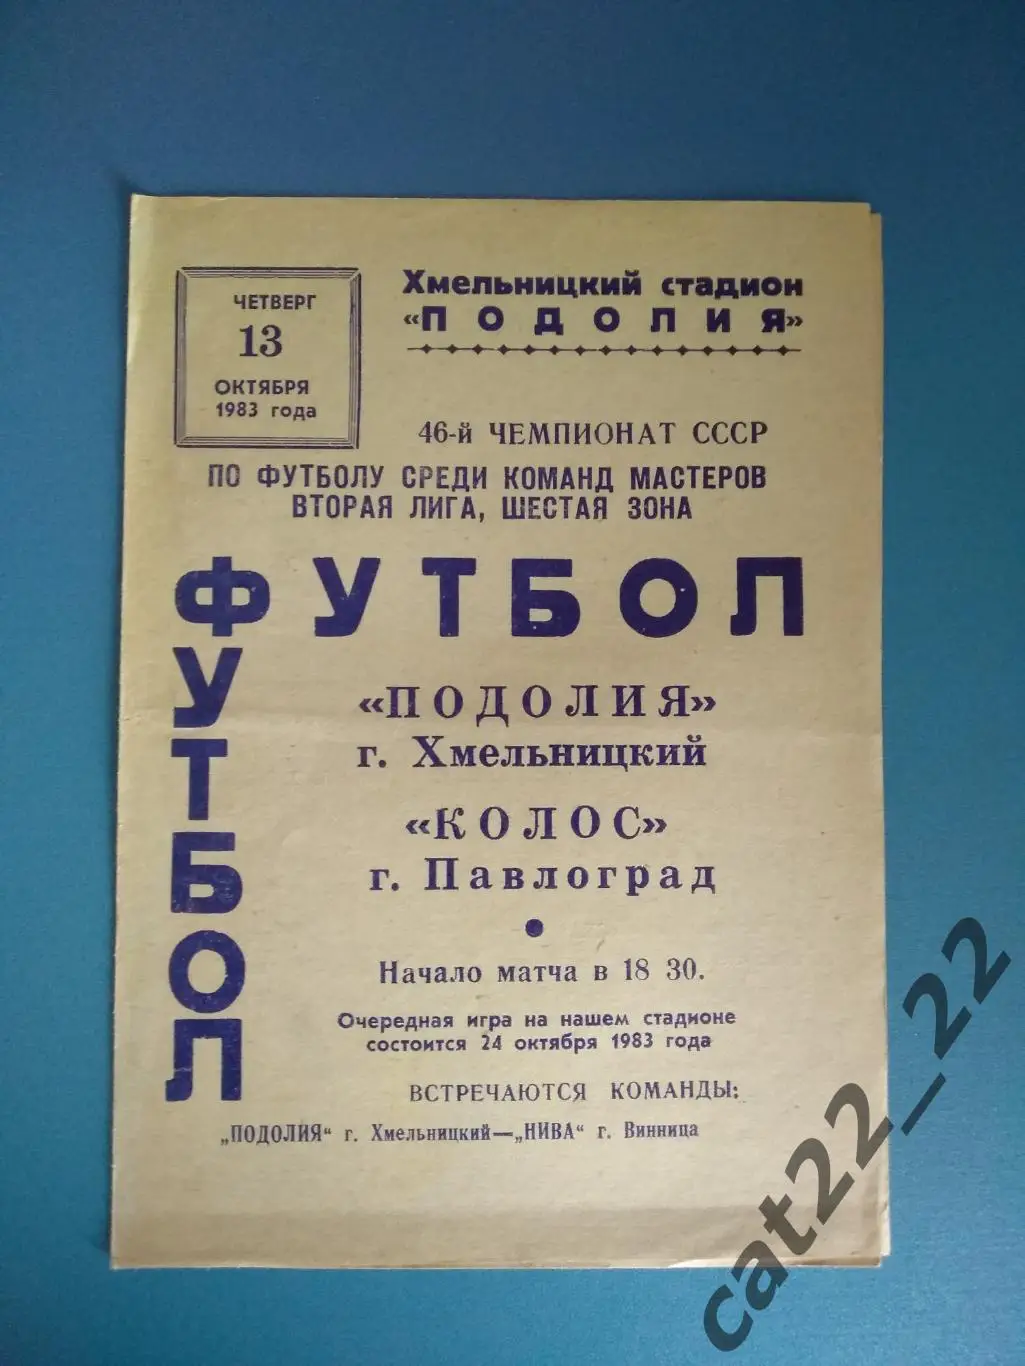 ЧЕТВЕРГ
13
ОКТЯБРЯ
1983 года
Хмельницкий стадион
«ПОДОЛИЯ»
46-й ЧЕМПИОНАТ СССР
ПО ФУТБОЛУ СРЕДИ КОМАНД МАСТЕРОВ
ВТОРАЯ ЛИГА, ШЕСТАЯ ЗОНА
ФУТБОЛ
ФУТБОЛ
«ПОДОЛИЯ»
г. Хмельницкий
«КОЛОС»
г. Павлоград
Начало матча в 18 30.
Очередная игра на нашем стадионе
состоится 24 октября 1983 года
ВСТРЕЧАЮТСЯ КОМАНДЫ:
„ПОДОЛИЯ“ г. Хмельницкий—„НИВА“ г. Винница
cat22_22